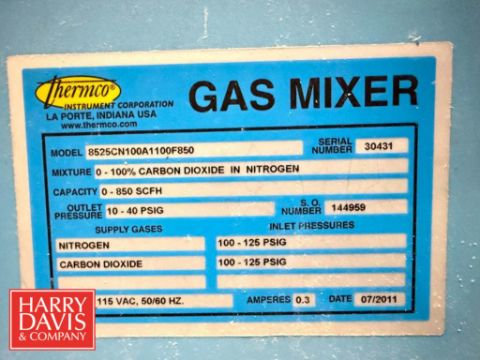 thermco®
INSTRUMENT CORPORATION
LA PORTE, INDIANA USA
www.thermco.com
GAS MIXER
MODEL 8525CN100A1100F850 SERIAL NUMBER 30431
MIXTURE 0 - 100% CARBON DIOXIDE IN NITROGEN
CAPACITY 0 - 850 SCFH
OUTLET PRESSURE 10 - 40 PSIG S.O. NUMBER 144959
SUPPLY GASES INLET PRESSURES
NITROGEN 100 - 125 PSIG
CARBON DIOXIDE 100 - 125 PSIG
115 VAC, 50/60 HZ. AMPERES 0.3 DATE 07/2011
HARRY
DAVIS
& COMPANY